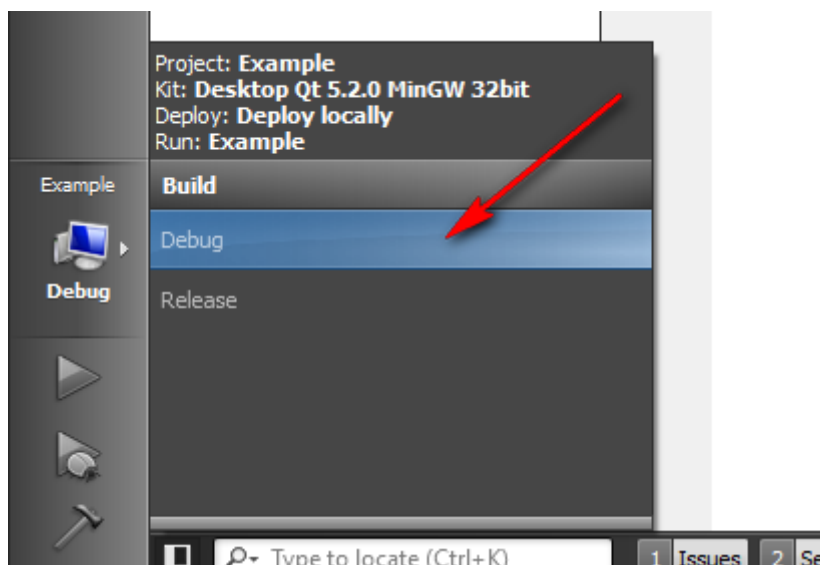 Project: Example
Kit: Desktop Qt 5.2.0 MinGW 32bit
Deploy: Deploy locally
Run: Example
Example
Build
Debug
Debug
Release
Type to locate (Ctrl+K)
1 Issues
2